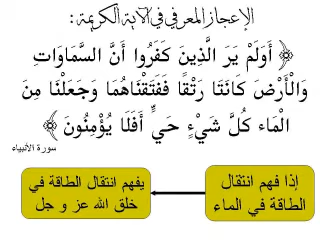 الإعجاز المعرفي في الآية الكريمة:
﴿ أَوَلَمْ يَرَ الَّذِينَ كَفَرُوا أَنَّ السَّمَاوَاتِ
وَالْأَرْضَ كَانَتَا رَتْقًا فَفَتَقْنَاهُمَا وَجَعَلْنَا مِنَ
الْمَاء كُلَّ شَيْءٍ حَيٍّ أَفَلَا يُؤْمِنُونَ ﴾
سورة الأنبياء
إذا فهم انتقال
الطاقة في الماء
يفهم انتقال الطاقة في
خلق الله عز و جل